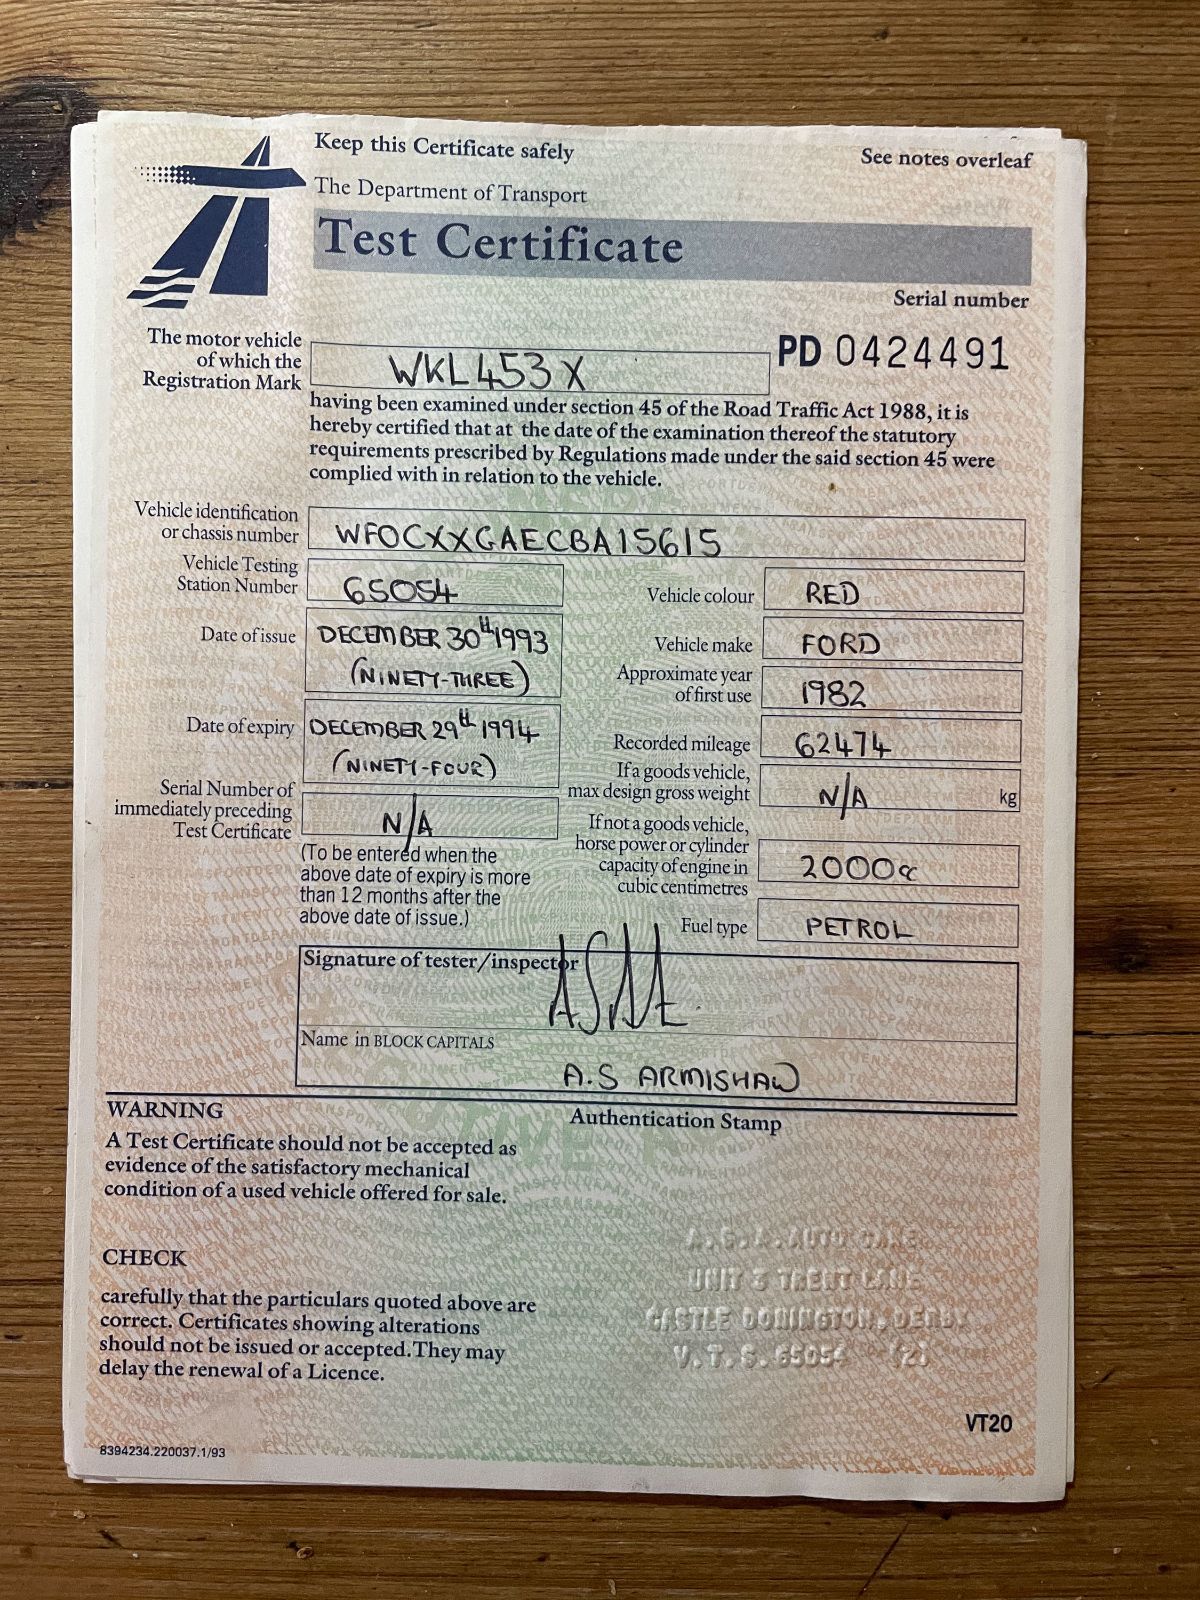 Keep this Certificate safely
See notes overleaf
The Department of Transport
Test Certificate
Serial number
PD 0424491
The motor vehicle
of which the
Registration Mark
WKL453X
having been examined under section 45 of the Road Traffic Act 1988, it is
hereby certified that at the date of the examination thereof the statutory
requirements prescribed by Regulations made under the said section 45 were
complied with in relation to the vehicle.
Vehicle identification
or chassis number
WFOCXXGAECBA15615
Vehicle Testing
Station Number
65054
Vehicle colour
RED
Date of issue
DECEMBER 30th 1993
(NINETY-THREE)
Vehicle make
FORD
Approximate year
of first use
1982
Date of expiry
DECEMBER 29th 1994
(NINETY-FOUR)
Recorded mileage
62474
If a goods vehicle,
max design gross weight
N/A
kg
Serial Number of
immediately preceding
Test Certificate
N/A
(To be entered when the
above date of expiry is more
than 12 months after the
above date of issue.)
If not a goods vehicle,
horse power or cylinder
capacity of engine in
cubic centimetres
2000cc
Fuel type
PETROL
Signature of tester/inspector
Name in BLOCK CAPITALS
A.S ARMISHAW
WARNING
A Test Certificate should not be accepted as
evidence of the satisfactory mechanical
condition of a used vehicle offered for sale.
Authentication Stamp
CHECK
carefully that the particulars quoted above are
correct. Certificates showing alterations
should not be issued or accepted. They may
delay the renewal of a Licence.
AUTO CARE
UNIT 3 TRENT LANE
CASTLE DONINGTON, DERBY
V.T.S. 65054
VT20
8394234.220037.1/93